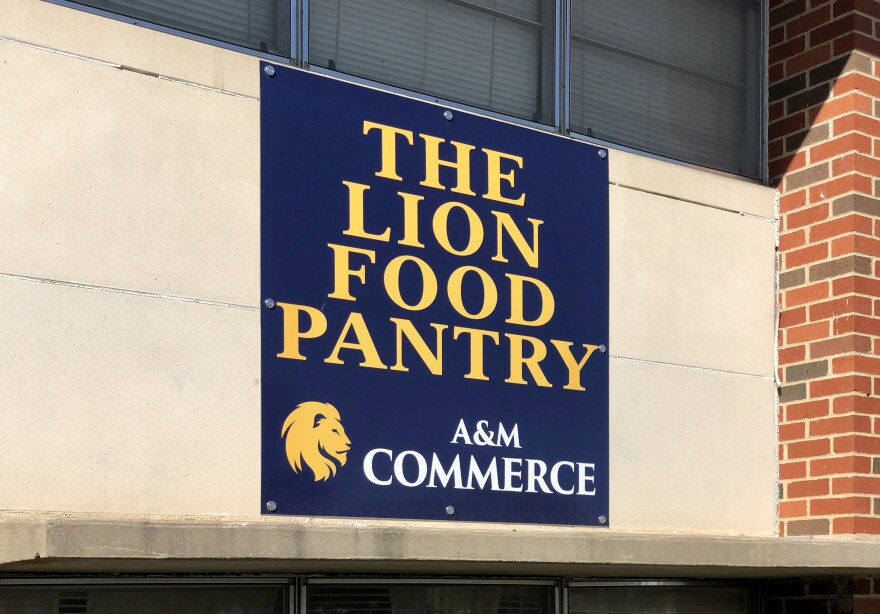 THE
LION
FOOD
PANTRY
A&M
COMMERCE